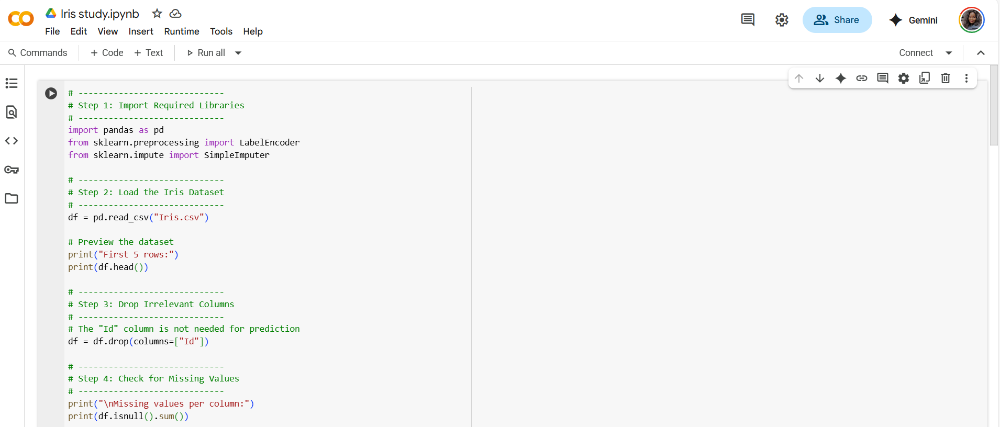 Iris study.ipynb
File Edit View Insert Runtime Tools Help
Share
Gemini
Commands
+ Code + Text
Run all
Connect
# -----------------------------
# Step 1: Import Required Libraries
# -----------------------------
import pandas as pd
from sklearn.preprocessing import LabelEncoder
from sklearn.impute import SimpleImputer
# -----------------------------
# Step 2: Load the Iris Dataset
# -----------------------------
df = pd.read_csv("Iris.csv")
# Preview the dataset
print("First 5 rows:")
print(df.head())
# -----------------------------
# Step 3: Drop Irrelevant Columns
# -----------------------------
# The "Id" column is not needed for prediction
df = df.drop(columns=["Id"])
# -----------------------------
# Step 4: Check for Missing Values
# -----------------------------
print("\nMissing values per column:")
print(df.isnull().sum())